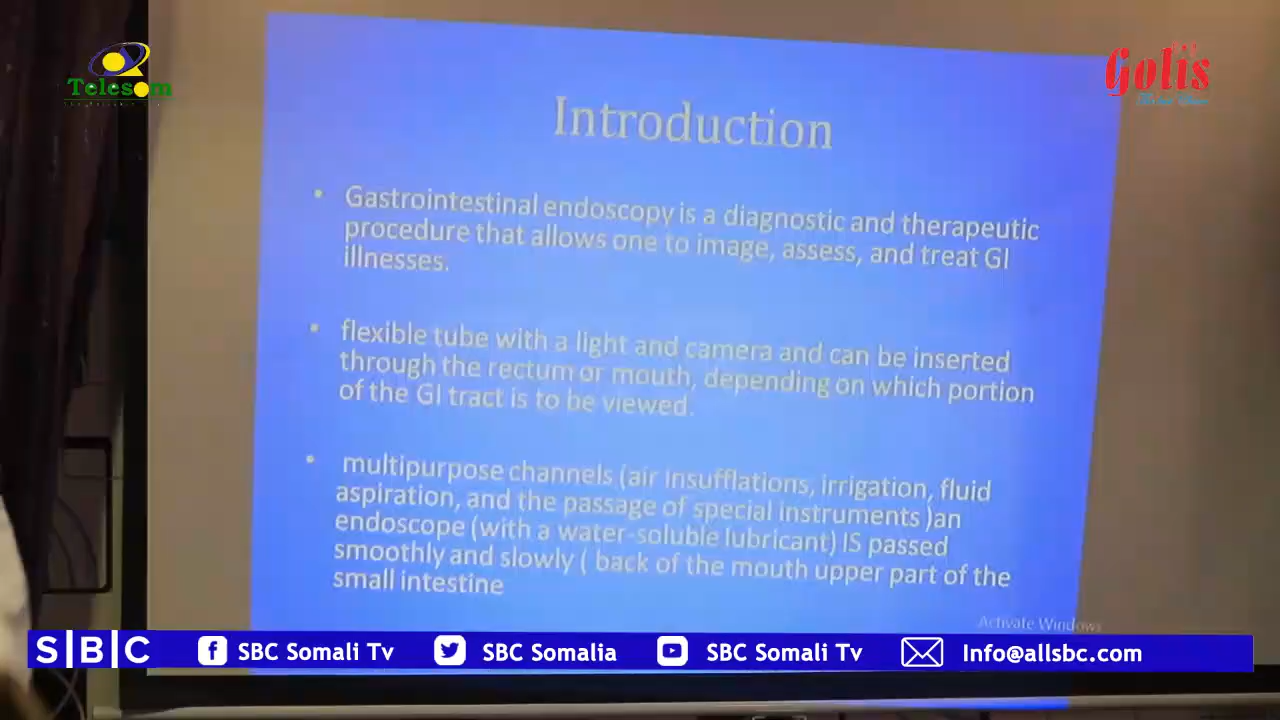 Telesom
Golis
Introduction
• Gastrointestinal endoscopy is a diagnostic and therapeutic
procedure that allows one to image, assess, and treat GI
illnesses.
• flexible tube with a light and camera and can be inserted
through the rectum or mouth, depending on which portion
of the GI tract is to be viewed.
• multipurpose channels (air insufflations, irrigation, fluid
aspiration, and the passage of special instruments )an
endoscope (with a water-soluble lubricant) IS passed
smoothly and slowly ( back of the mouth upper part of the
small intestine
Activate Windows
S|B|C SBC Somali Tv SBC Somalia SBC Somali Tv Info@allsbc.com